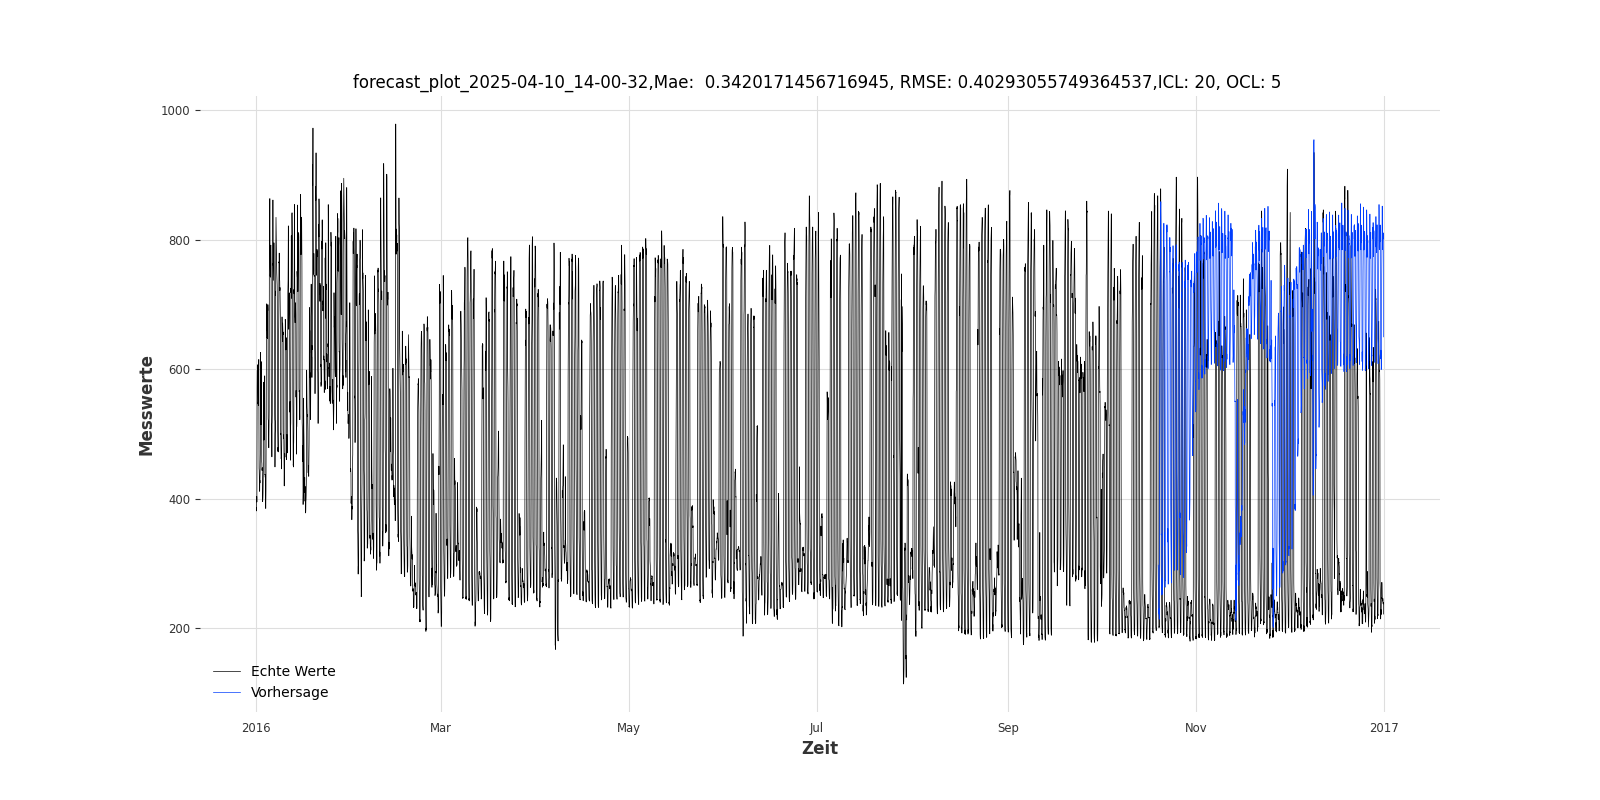 forecast_plot_2025-04-10_14-00-32,Mae:  0.3420171456716945, RMSE: 0.40293055749364537,ICL: 20, OCL: 5
1000
800
600
400
200
Messwerte
Echte Werte
Vorhersage
2016 Mar May Jul Sep Nov 2017
Zeit